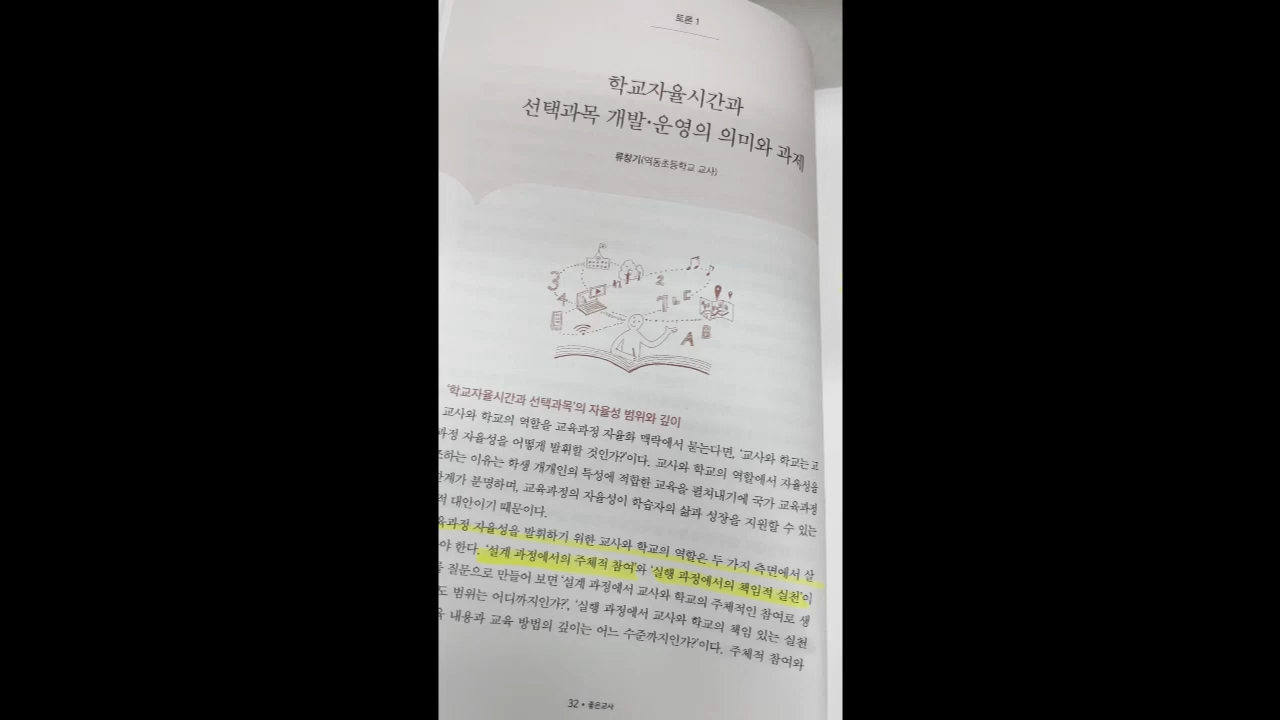 토론 1
학교자율시간과
선택과목 개발·운영의 의미와 과제
류창기(역동초등학교 교사)
3 4 2 7 ㄴ ㄷ A B
'학교자율시간과 선택과목'의 자율성 범위와 깊이
교사와 학교의 역할을 교육과정 자율화 맥락에서 묻는다면, '교사와 학교는 교
과정 자율성을 어떻게 발휘할 것인가?'이다. 교사와 학교의 역할에서 자율성을
조하는 이유는 학생 개개인의 특성에 적합한 교육을 펼쳐내기에 국가 교육과정
한계가 분명하며, 교육과정의 자율성이 학습자의 삶과 성장을 지원할 수 있는
적 대안이기 때문이다.
육과정 자율성을 발휘하기 위한 교사와 학교의 역할은 두 가지 측면에서 살
야 한다. '설계 과정에서의 주체적 참여'와 '실행 과정에서의 책임적 실천'이
를 질문으로 만들어 보면 '설계 과정에서 교사와 학교의 주체적인 참여로 생
도 범위는 어디까지인가?', '실행 과정에서 교사와 학교의 책임 있는 실천
육 내용과 교육 방법의 깊이는 어느 수준까지인가?'이다. 주체적 참여와
32 • 좋은교사